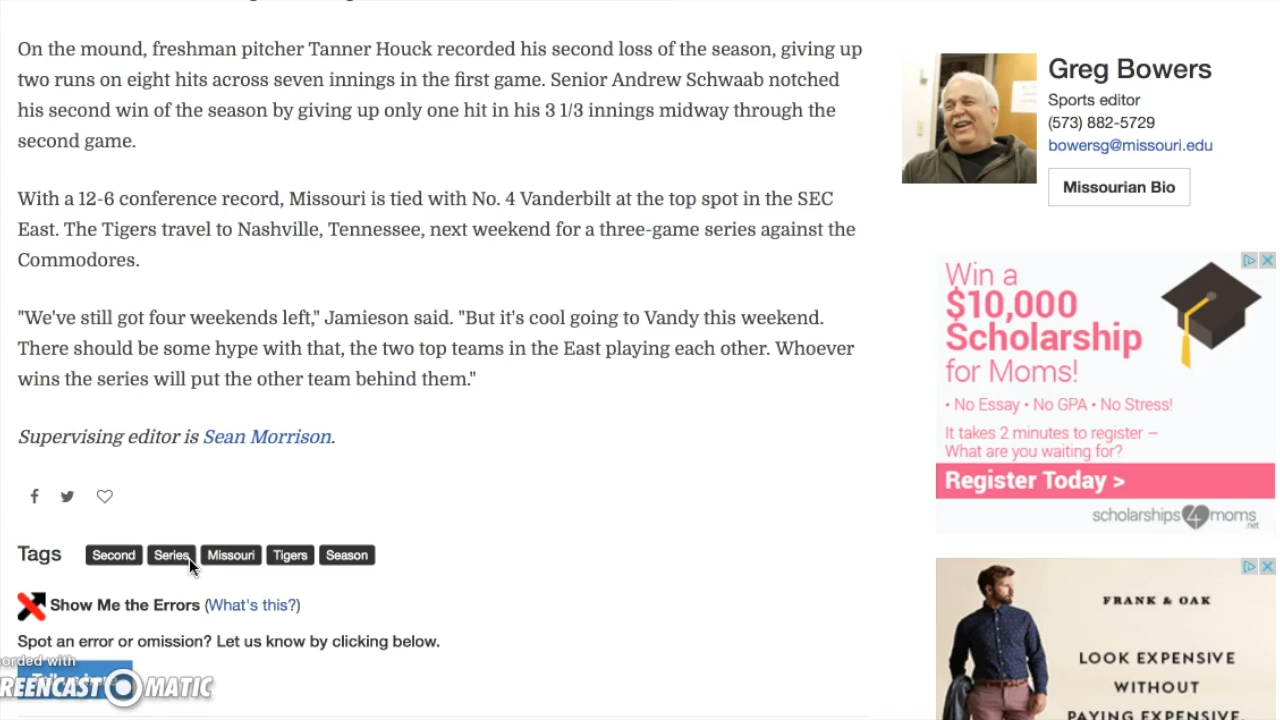 On the mound, freshman pitcher Tanner Houck recorded his second loss of the season, giving up
two runs on eight hits across seven innings in the first game. Senior Andrew Schwaab notched
his second win of the season by giving up only one hit in his 3 1/3 innings midway through the
second game.
With a 12-6 conference record, Missouri is tied with No. 4 Vanderbilt at the top spot in the SEC
East. The Tigers travel to Nashville, Tennessee, next weekend for a three-game series against the
Commodores.
"We've still got four weekends left," Jamieson said. "But it's cool going to Vandy this weekend.
There should be some hype with that, the two top teams in the East playing each other. Whoever
wins the series will put the other team behind them."
Supervising editor is Sean Morrison.
Tags Second Series Missouri Tigers Season
Show Me the Errors (What's this?)
Spot an error or omission? Let us know by clicking below.
orded with
REENCAST MATIC
Greg Bowers
Sports editor
(573) 882-5729
bowersg@missouri.edu
Missourian Bio
Win a
$10,000
Scholarship
for Moms!
• No Essay • No GPA • No Stress!
It takes 2 minutes to register –
What are you waiting for?
Register Today >
scholarships4moms
.net
FRANK & OAK
LOOK EXPENSIVE
WITHOUT
PAYING EXPENSIVE.